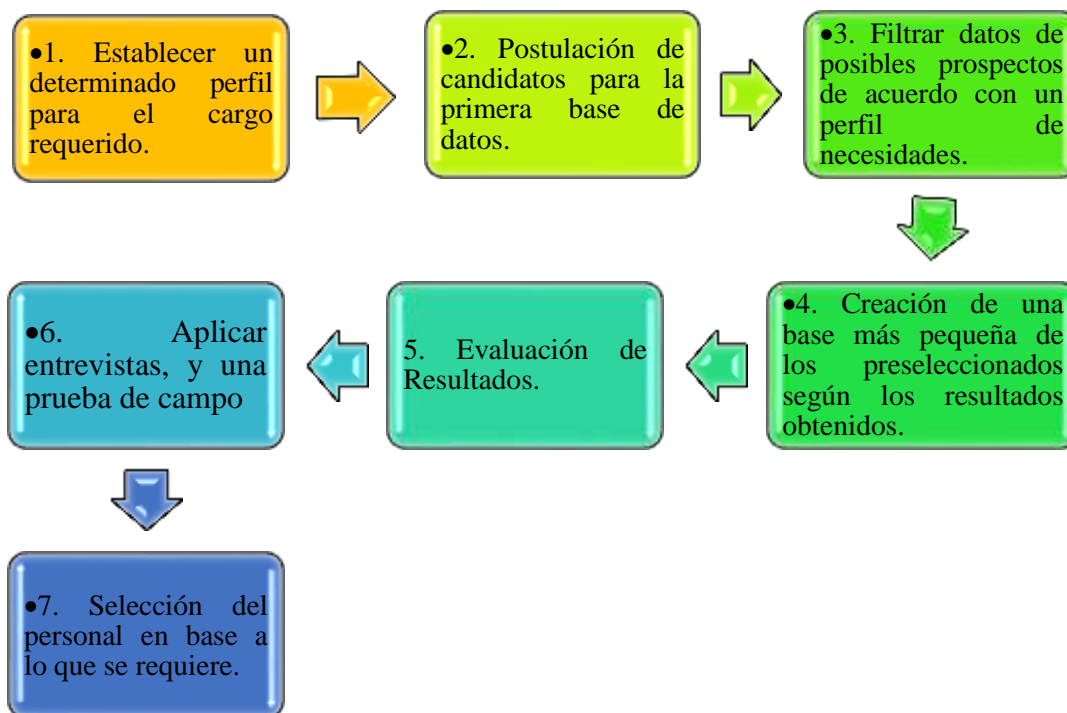 •1. Establecer un
determinado perfil
para el cargo
requerido.
•2. Postulación de
candidatos para la
primera base de
datos.
•3. Filtrar datos de
posibles prospectos
de acuerdo con un
perfil de
necesidades.
•4. Creación de una
base más pequeña de
los preseleccionados
según los resultados
obtenidos.
5. Evaluación de
Resultados.
•6. Aplicar
entrevistas, y una
prueba de campo
•7. Selección del
personal en base a
lo que se requiere.